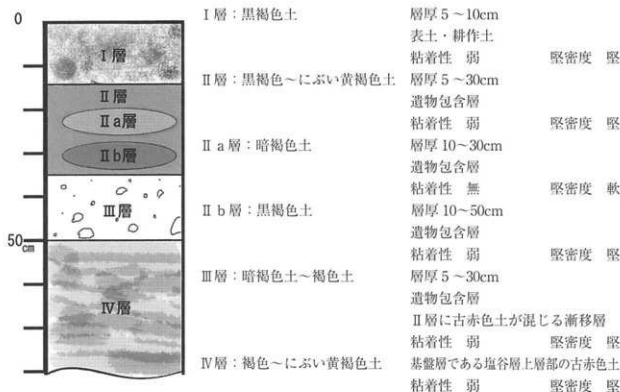 0
50
cm
Ⅰ層
Ⅱ層
Ⅱa層
Ⅱb層
Ⅲ層
Ⅳ層
Ⅰ層：黒褐色土 層厚5～10cm
表土・耕作土
粘着性 弱 堅密度 堅
Ⅱ層：黒褐色～にぶい黄褐色土 層厚5～30cm
遺物包含層
粘着性 弱 堅密度 堅
Ⅱa層：暗褐色土 層厚10～30cm
遺物包含層
粘着性 無 堅密度 軟
Ⅱb層：黒褐色土 層厚10～50cm
遺物包含層
粘着性 弱 堅密度 堅
Ⅲ層：暗褐色土～褐色土 層厚5～30cm
遺物包含層
Ⅱ層に古赤色土が混じる漸移層
粘着性 弱 堅密度 堅
Ⅳ層：褐色～にぶい黄褐色土 基盤層である塩谷層上層部の古赤色土
粘着性 弱 堅密度 堅